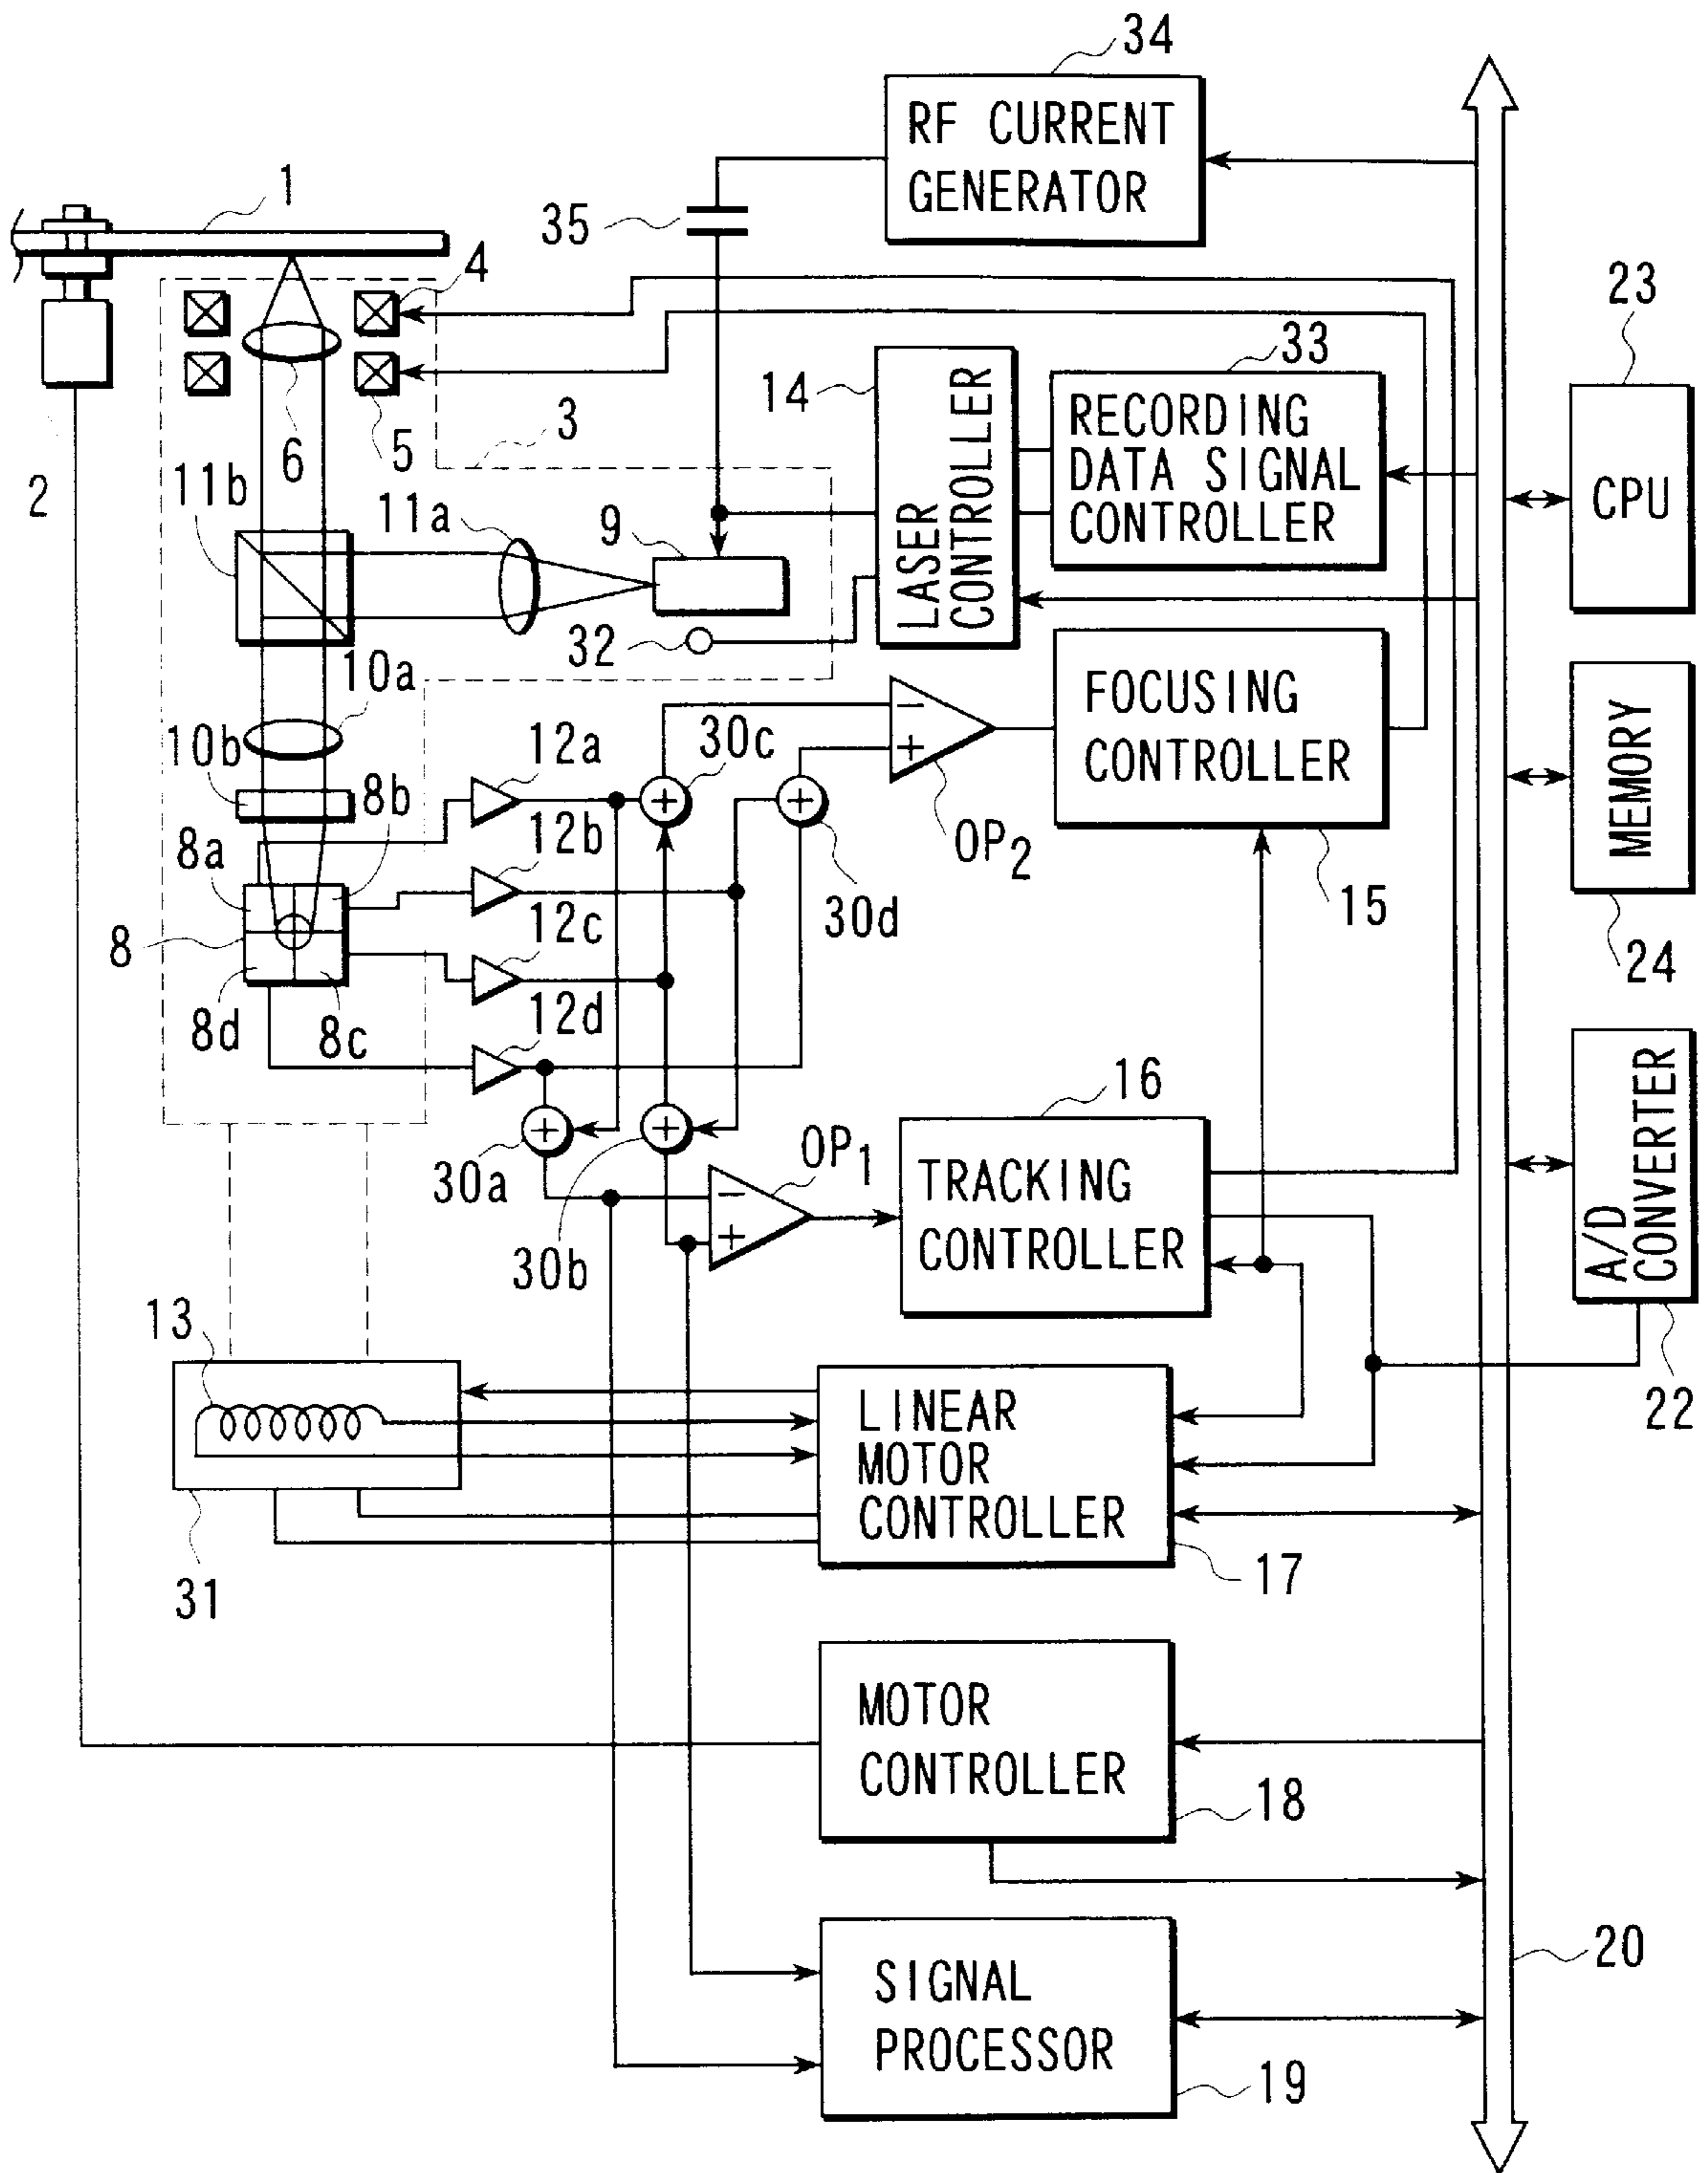 34
RF CURRENT
GENERATOR
1
35
4
23
33
14
LASER
CONTROLLER
RECORDING
DATA SIGNAL
CONTROLLER
CPU
3
6
5
2
11b
11a
9
32
10a
FOCUSING
CONTROLLER
MEMORY
10b
12a
30c
8b
12b
OP2
8a
15
30d
8
12c
24
8d
8c
12d
16
30a
OP1
TRACKING
CONTROLLER
A/D
CONVERTER
30b
13
22
LINEAR
MOTOR
CONTROLLER
31
17
MOTOR
CONTROLLER
18
20
SIGNAL
PROCESSOR
19